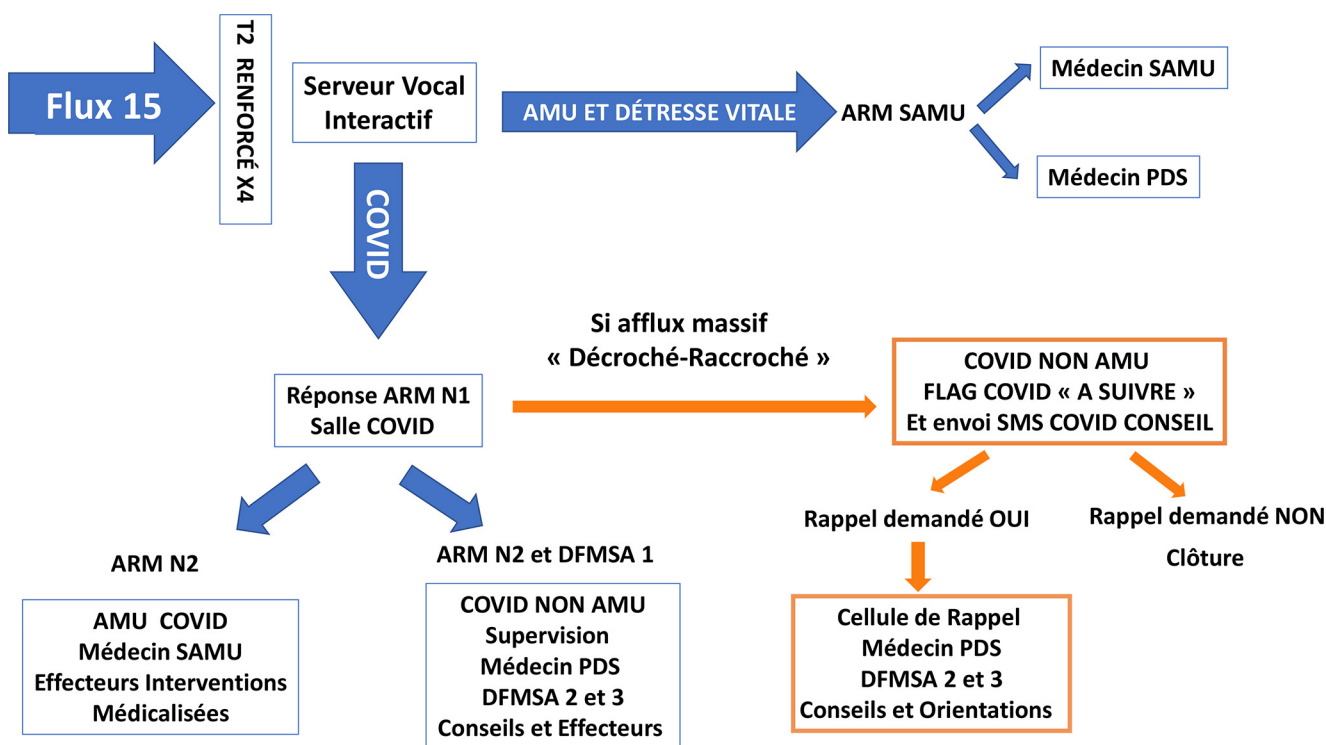 Flux 15
T2 RENFORCÉ X4
Serveur Vocal
Interactif
AMU ET DÉTRESSE VITALE
ARM SAMU
Médecin SAMU
Médecin PDS
COVID
Si afflux massif
« Décroché-Raccroché »
Réponse ARM N1
Salle COVID
COVID NON AMU
FLAG COVID « A SUIVRE »
Et envoi SMS COVID CONSEIL
Rappel demandé OUI
Rappel demandé NON
Clôture
ARM N2
AMU COVID
Médecin SAMU
Effecteurs Interventions
Médicalisées
ARM N2 et DFMSA 1
COVID NON AMU
Supervision
Médecin PDS
DFMSA 2 et 3
Conseils et Effecteurs
Cellule de Rappel
Médecin PDS
DFMSA 2 et 3
Conseils et Orientations